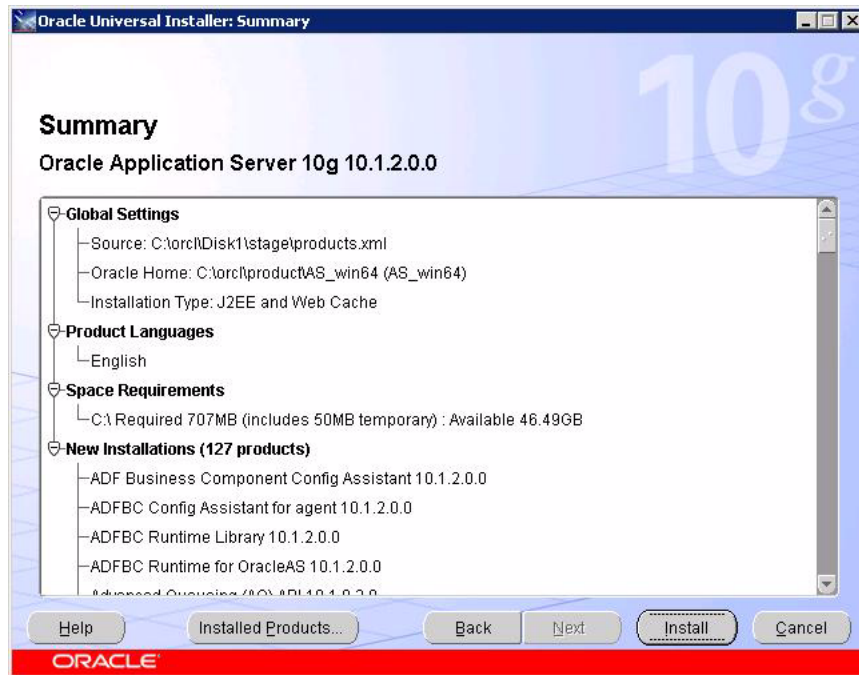 Oracle Universal Installer: Summary
10g
Summary
Oracle Application Server 10g 10.1.2.0.0
Global Settings
Source: C:\orcl\Disk1\stage\products.xml
Oracle Home: C:\orcl\product\AS_win64 (AS_win64)
Installation Type: J2EE and Web Cache
Product Languages
English
Space Requirements
C:\ Required 707MB (includes 50MB temporary) : Available 46.49GB
New Installations (127 products)
ADF Business Component Config Assistant 10.1.2.0.0
ADFBC Config Assistant for agent 10.1.2.0.0
ADFBC Runtime Library 10.1.2.0.0
ADFBC Runtime for OracleAS 10.1.2.0.0
Advanced Queuing (AQ) API
Help Installed Products... Back Next Install Cancel
ORACLE